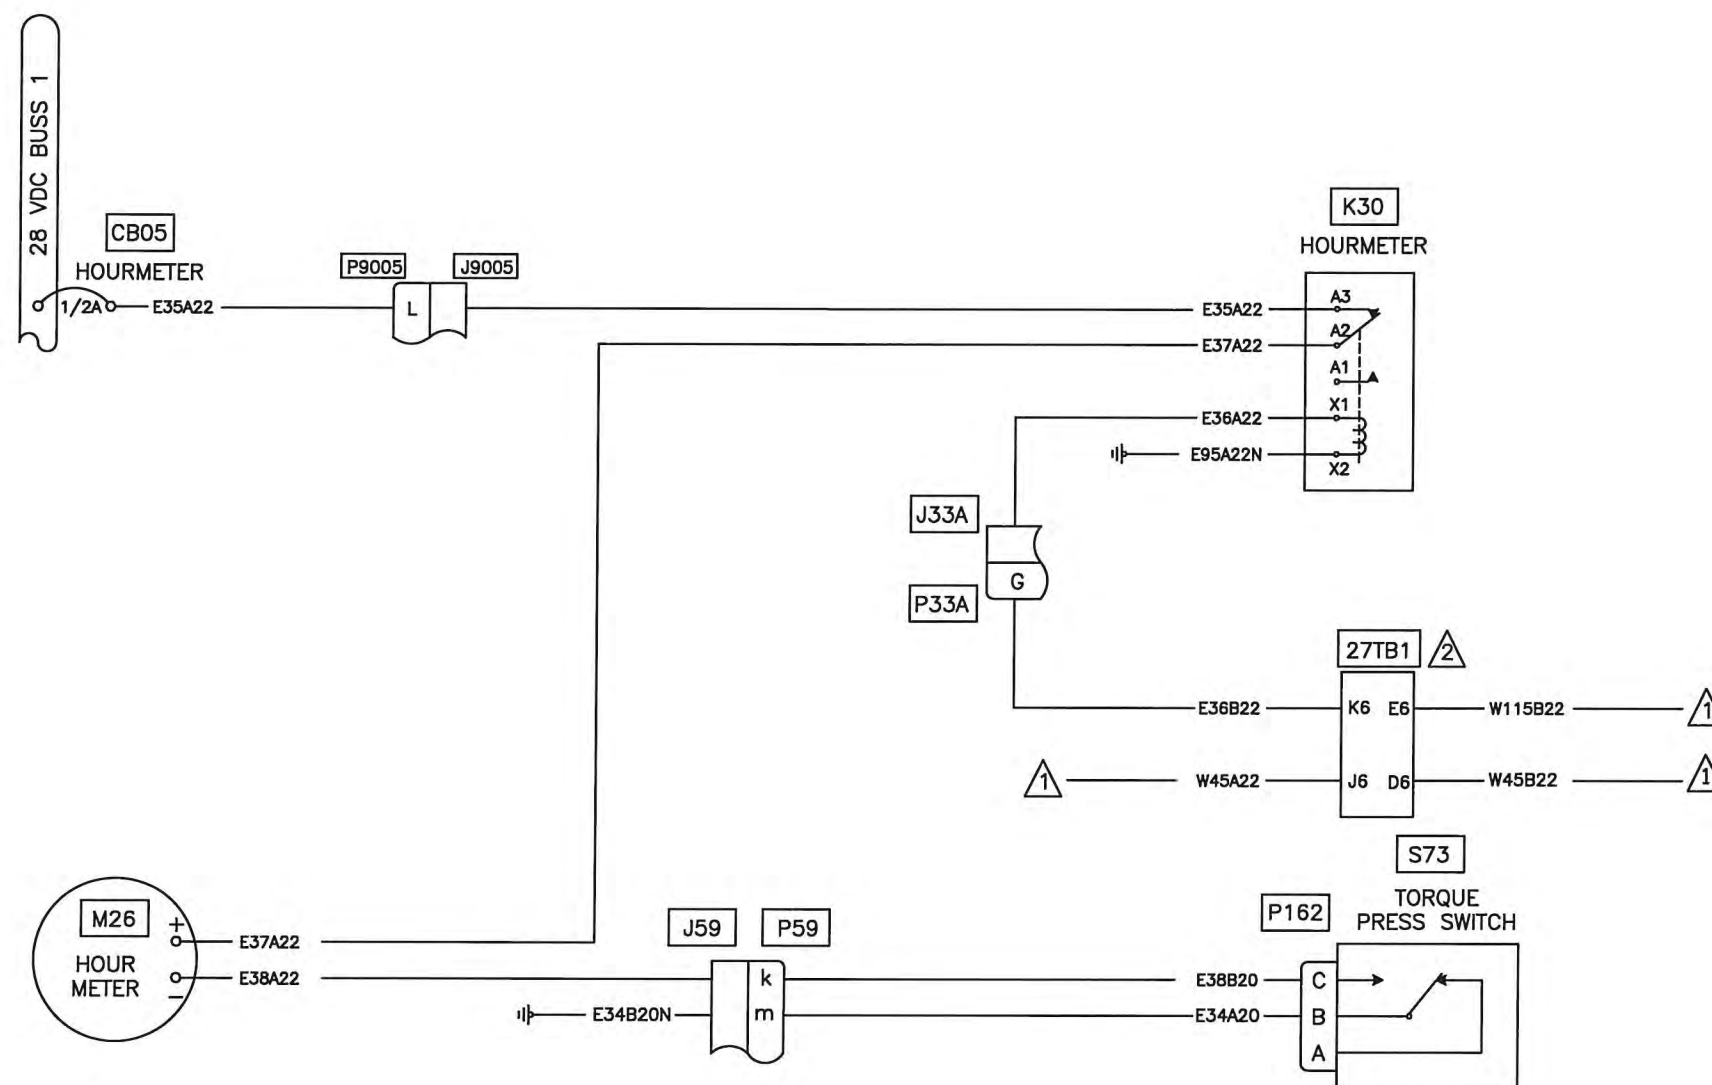 28 VDC BUSS 1
CB05
HOURMETER
1/2A
E35A22
P9005
J9005
L
K30
HOURMETER
E35A22
A3
E37A22
A2
A1
E36A22
X1
E95A22N
X2
J33A
G
P33A
27TB1
2
E36B22
K6 E6
W115B22
1
1
W45A22
J6 D6
W45B22
1
S73
TORQUE
PRESS SWITCH
P162
M26
HOUR
METER
+
E37A22
E38A22
−
J59
P59
k
E38B20
C
E34B20N
m
E34A20
B
A